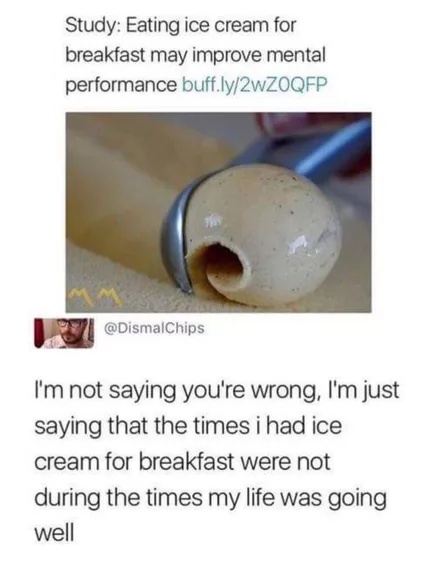 Study: Eating ice cream for
breakfast may improve mental
performance buff.ly/2wZ0QFP
@DismalChips
I'm not saying you're wrong, I'm just
saying that the times i had ice
cream for breakfast were not
during the times my life was going
well